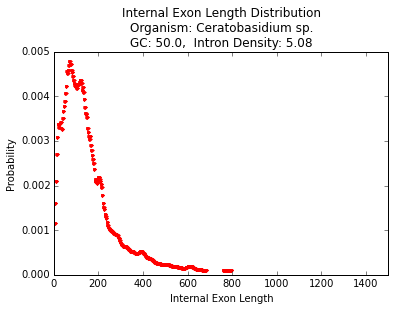 Internal Exon Length Distribution
Organism: Ceratobasidium sp.
GC: 50.0,  Intron Density: 5.08
0.005
0.004
0.003
0.002
0.001
0.000
Probability
0 200 400 600 800 1000 1200 1400
Internal Exon Length